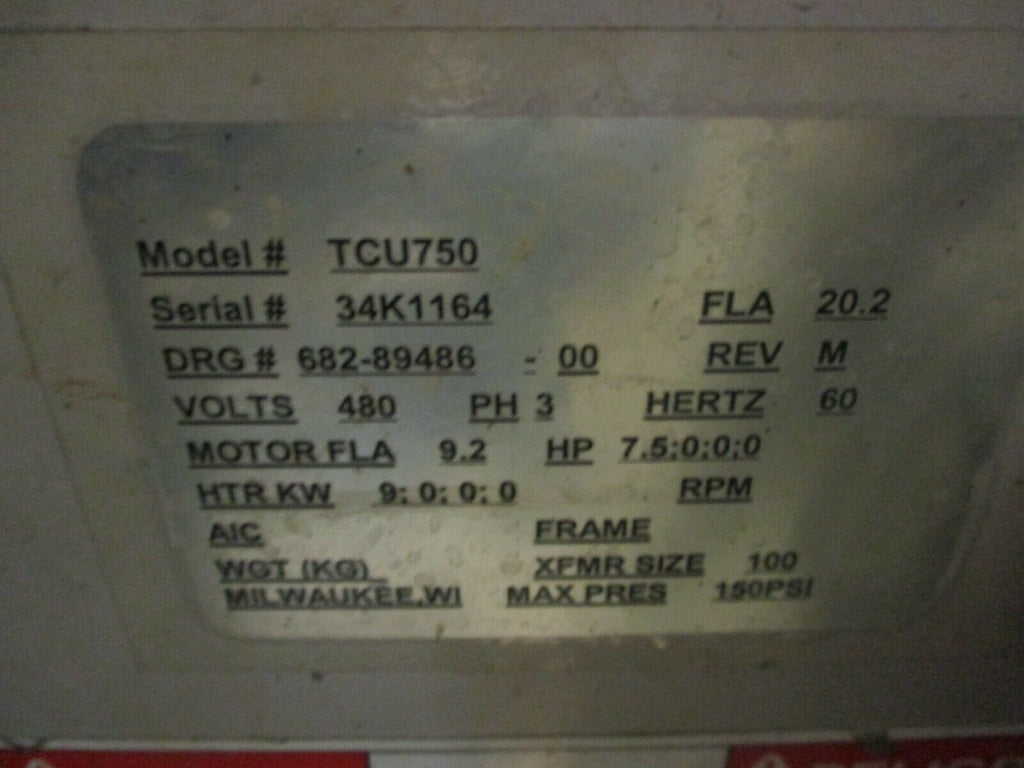 Model # TCU750
Serial # 34K1164 FLA 20.2
DRG # 682-89486 - 00 REV M
VOLTS 480 PH 3 HERTZ 60
MOTOR FLA 9.2 HP 7.5;0;0;0
HTR KW 9; 0; 0; 0 RPM
AIC FRAME
WGT (KG) XFMR SIZE 100
MILWAUKEE,WI MAX PRES 150PSI